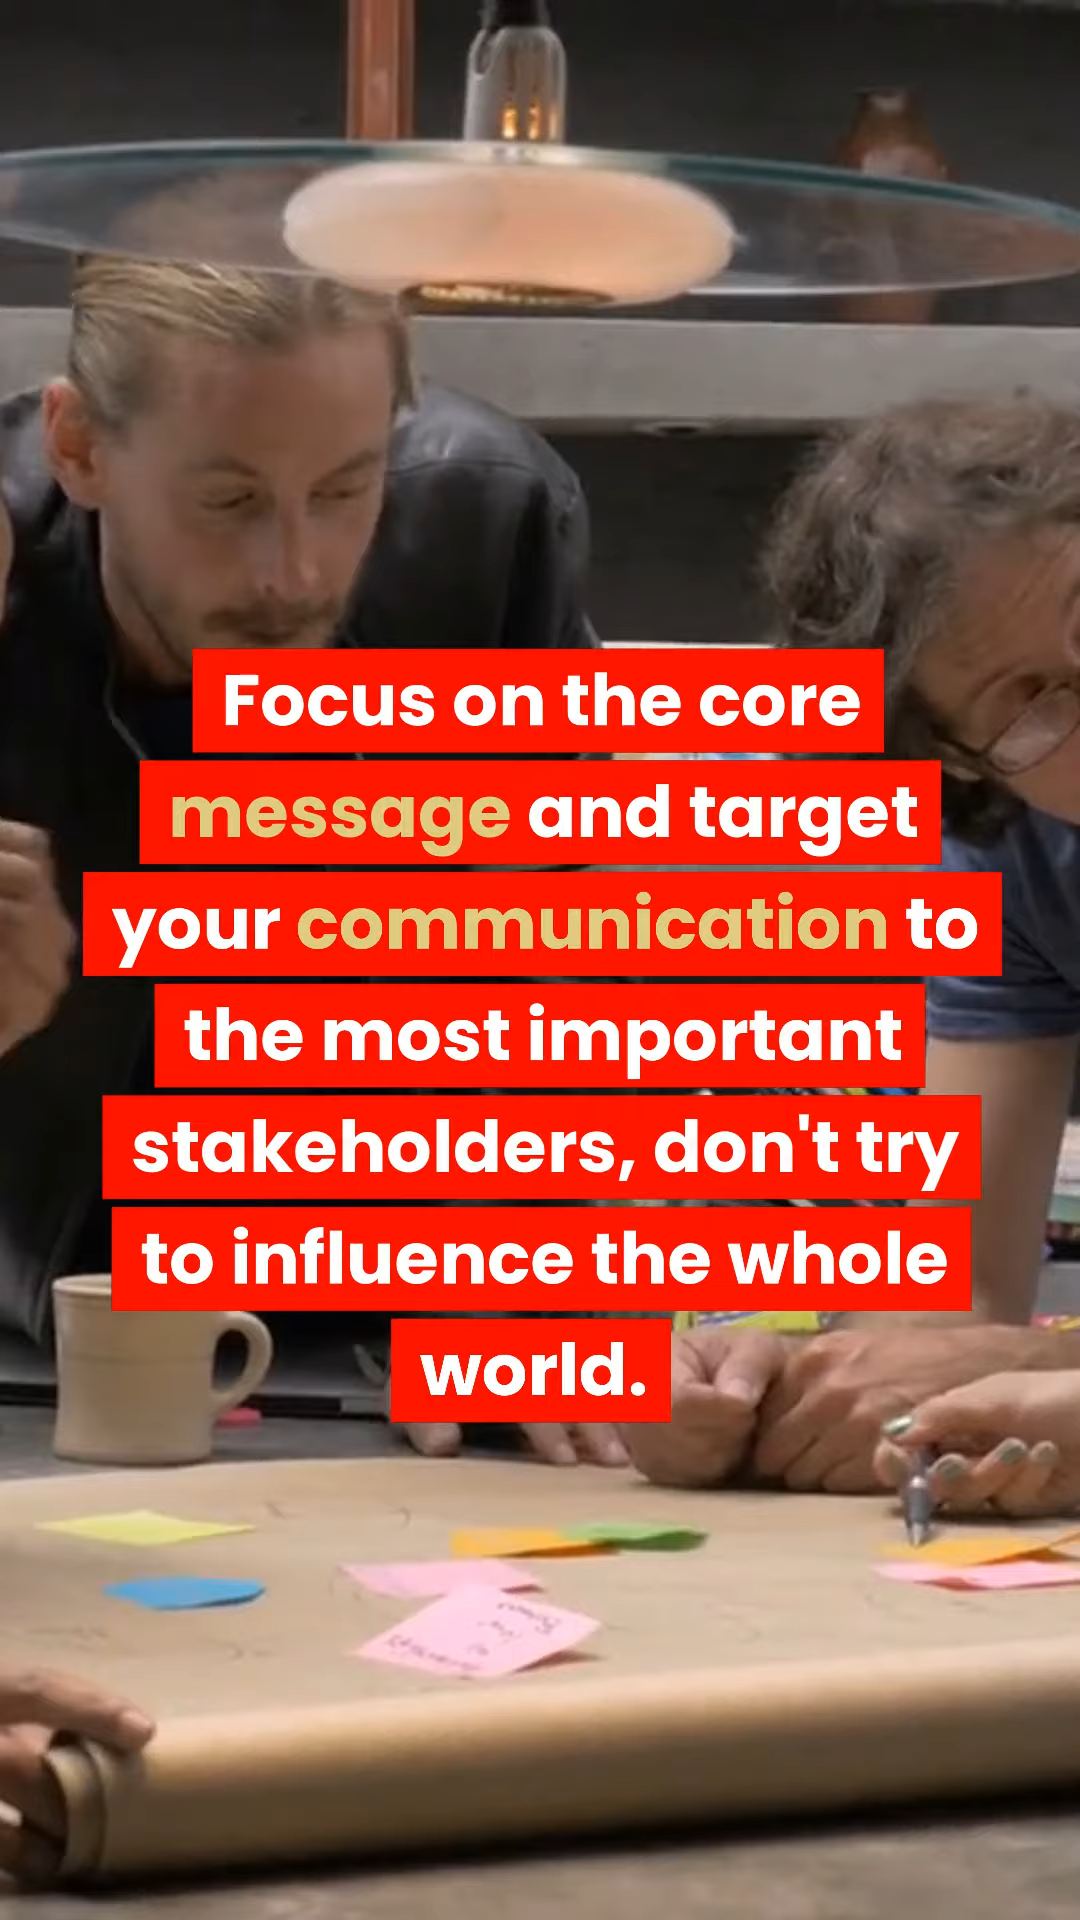 Focus on the core
message and target
your communication to
the most important
stakeholders, don't try
to influence the whole
world.